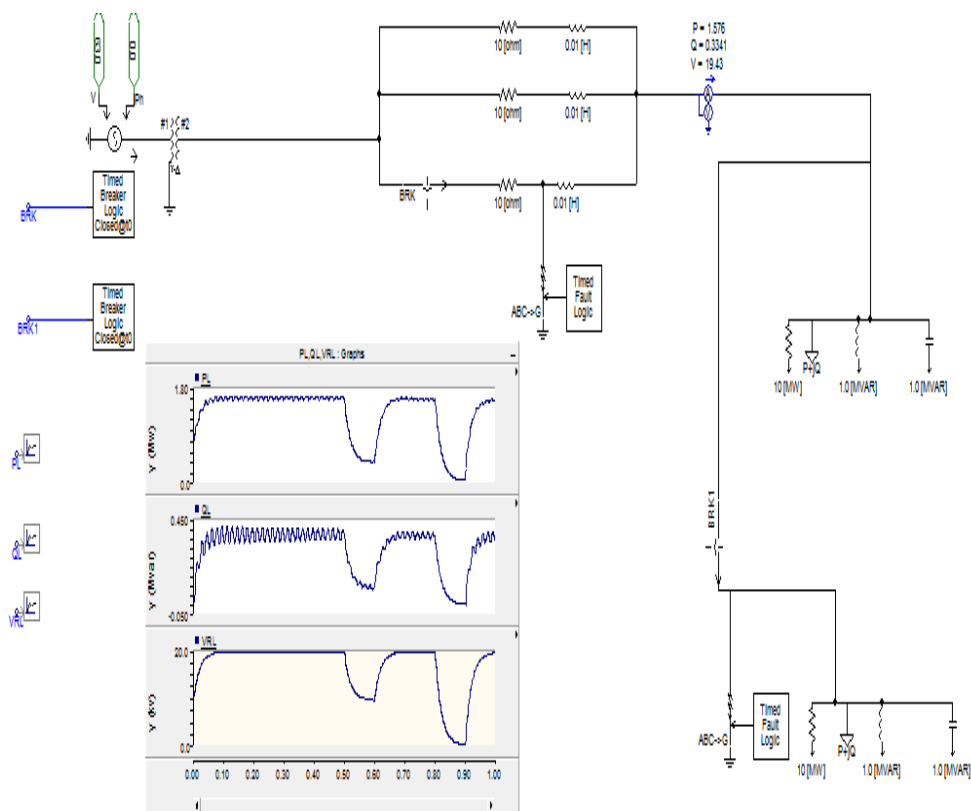 10 [ohm] 0.01 [H]
P = 1.576
Q = 0.3341
V = 19.43
V Ph
#1 #2
10 [ohm] 0.01 [H]
A
V
S
Y-Δ
BRK
10 [ohm] 0.01 [H]
Timed
Breaker
Logic
Closed@t0
BRK
ABC->G
Timed
Fault
Logic
Timed
Breaker
Logic
Closed@t0
BRK1
10 [MW]
P+jQ
1.0 [MVAR]
1.0 [MVAR]
PL,QL,VRL : Graphs
PL
1.80
0.0
y (Mw)
QL
0.450
-0.050
y (Mvar)
VRL
20.0
0.0
y (kv)
0.00 0.10 0.20 0.30 0.40 0.50 0.60 0.70 0.80 0.90 1.00
PL
QL
VRL
BRK1
ABC->G
Timed
Fault
Logic
10 [MW]
P+jQ
1.0 [MVAR]
1.0 [MVAR]